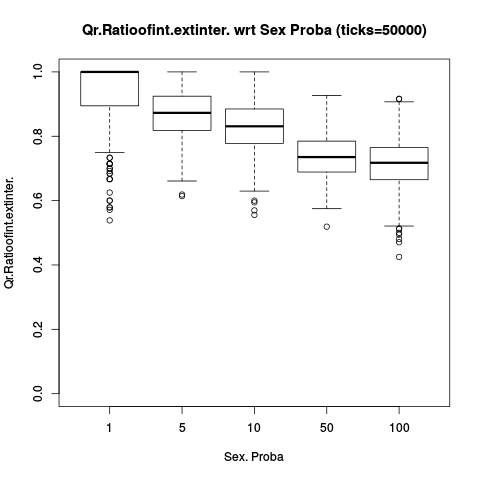 Qr.Ratioofint.extinter. wrt Sex Proba (ticks=50000)
Qr.Ratioofint.extinter.
1.0
0.8
0.6
0.4
0.2
0.0
1 5 10 50 100
Sex. Proba